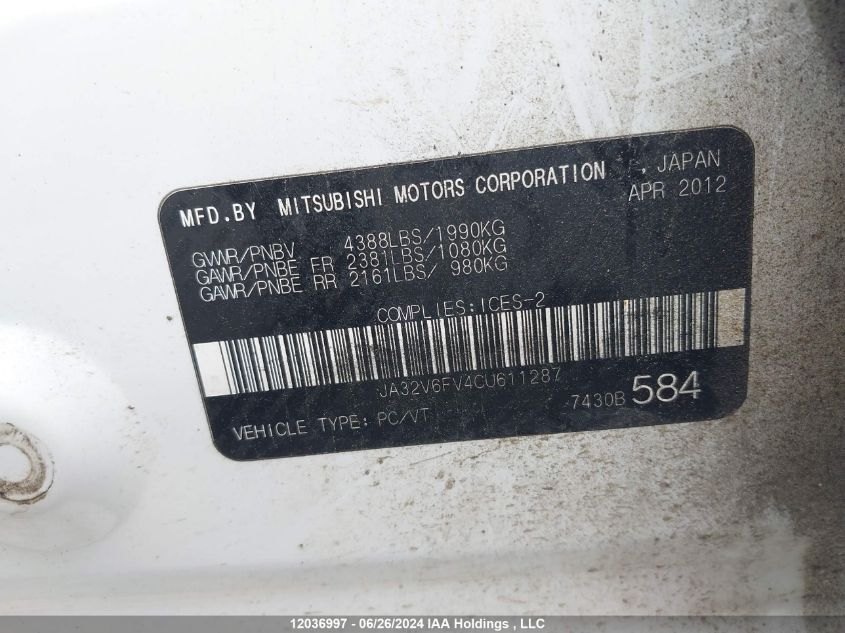 MFD.BY MITSUBISHI MOTORS CORPORATION , JAPAN
APR 2012
GVWR/PNBV 4388LBS/1990KG
GAWR/PNBE FR 2381LBS/1080KG
GAWR/PNBE RR 2161LBS/ 980KG
COMPLIES:ICES-2
JA32V6FV4CU611287
VEHICLE TYPE: PC/VT 7430B 584
12036997 - 06/26/2024 IAA Holdings , LLC